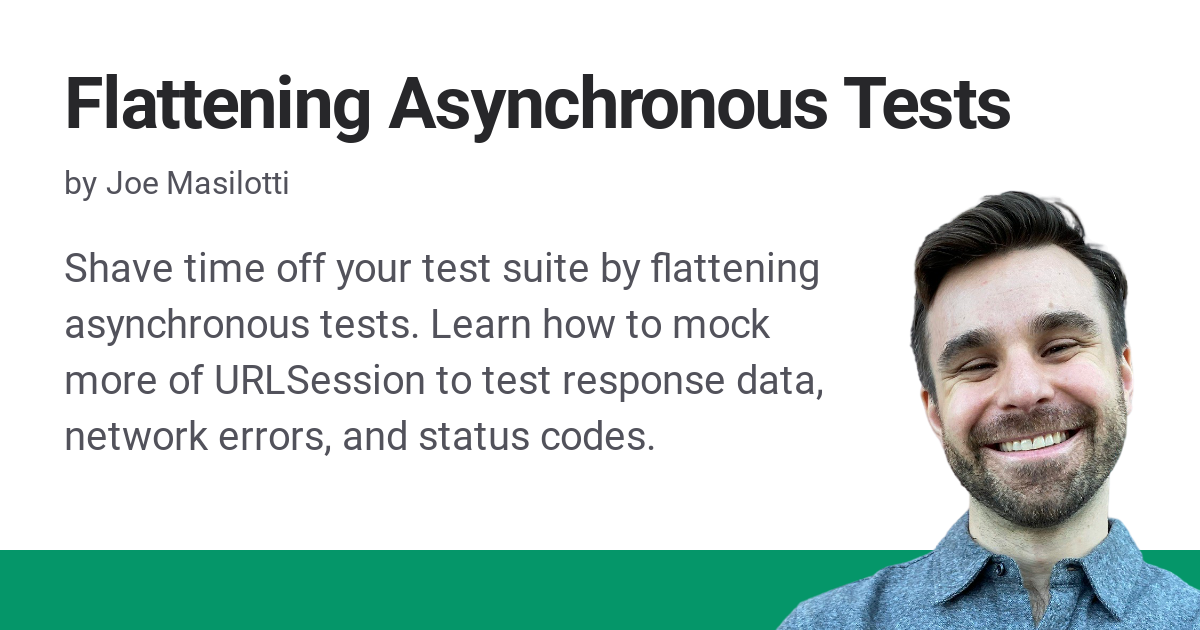 Flattening Asynchronous Tests
by Joe Masilotti
Shave time off your test suite by flattening
asynchronous tests. Learn how to mock
more of URLSession to test response data,
network errors, and status codes.